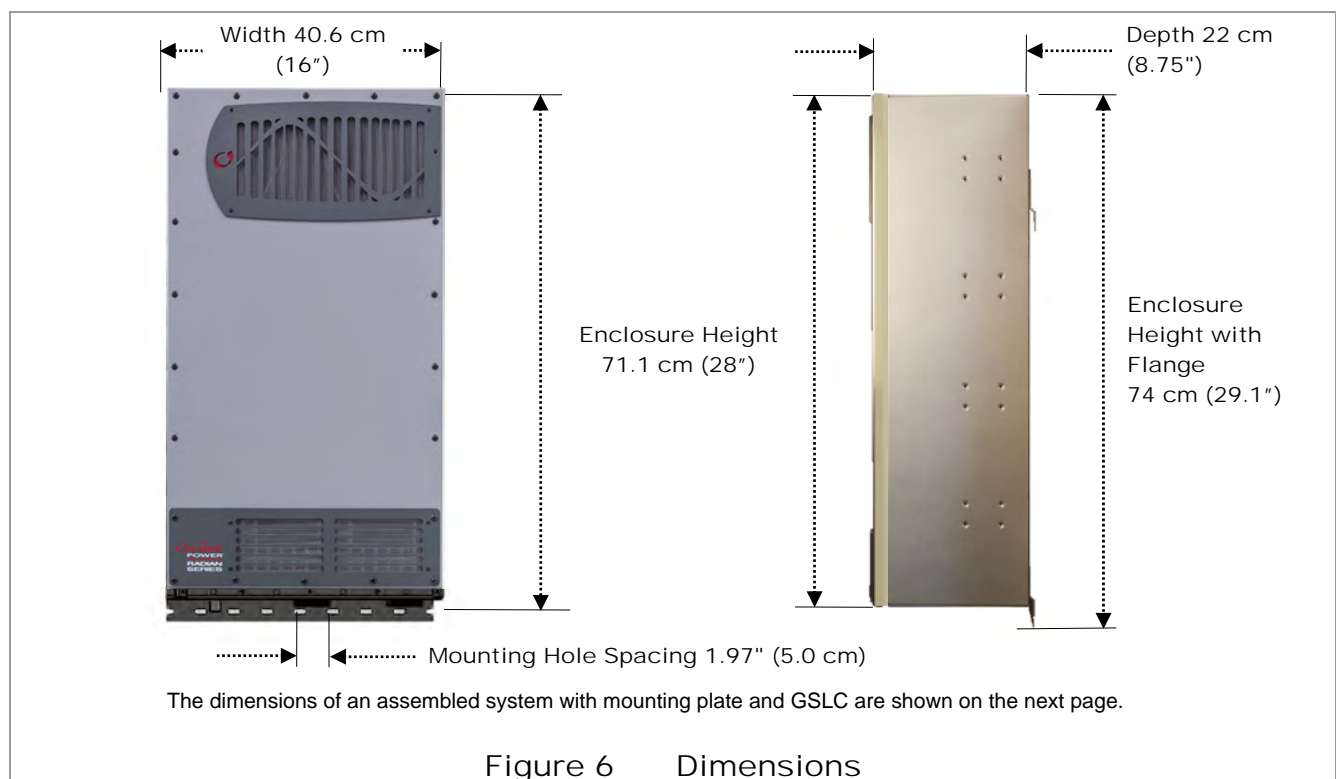 Width 40.6 cm
(16″)
Depth 22 cm
(8.75")
Enclosure Height
71.1 cm (28″)
Enclosure
Height with
Flange
74 cm (29.1″)
OutBack
POWER
RADIAN
SERIES
Mounting Hole Spacing 1.97" (5.0 cm)
The dimensions of an assembled system with mounting plate and GSLC are shown on the next page.
Figure 6 Dimensions